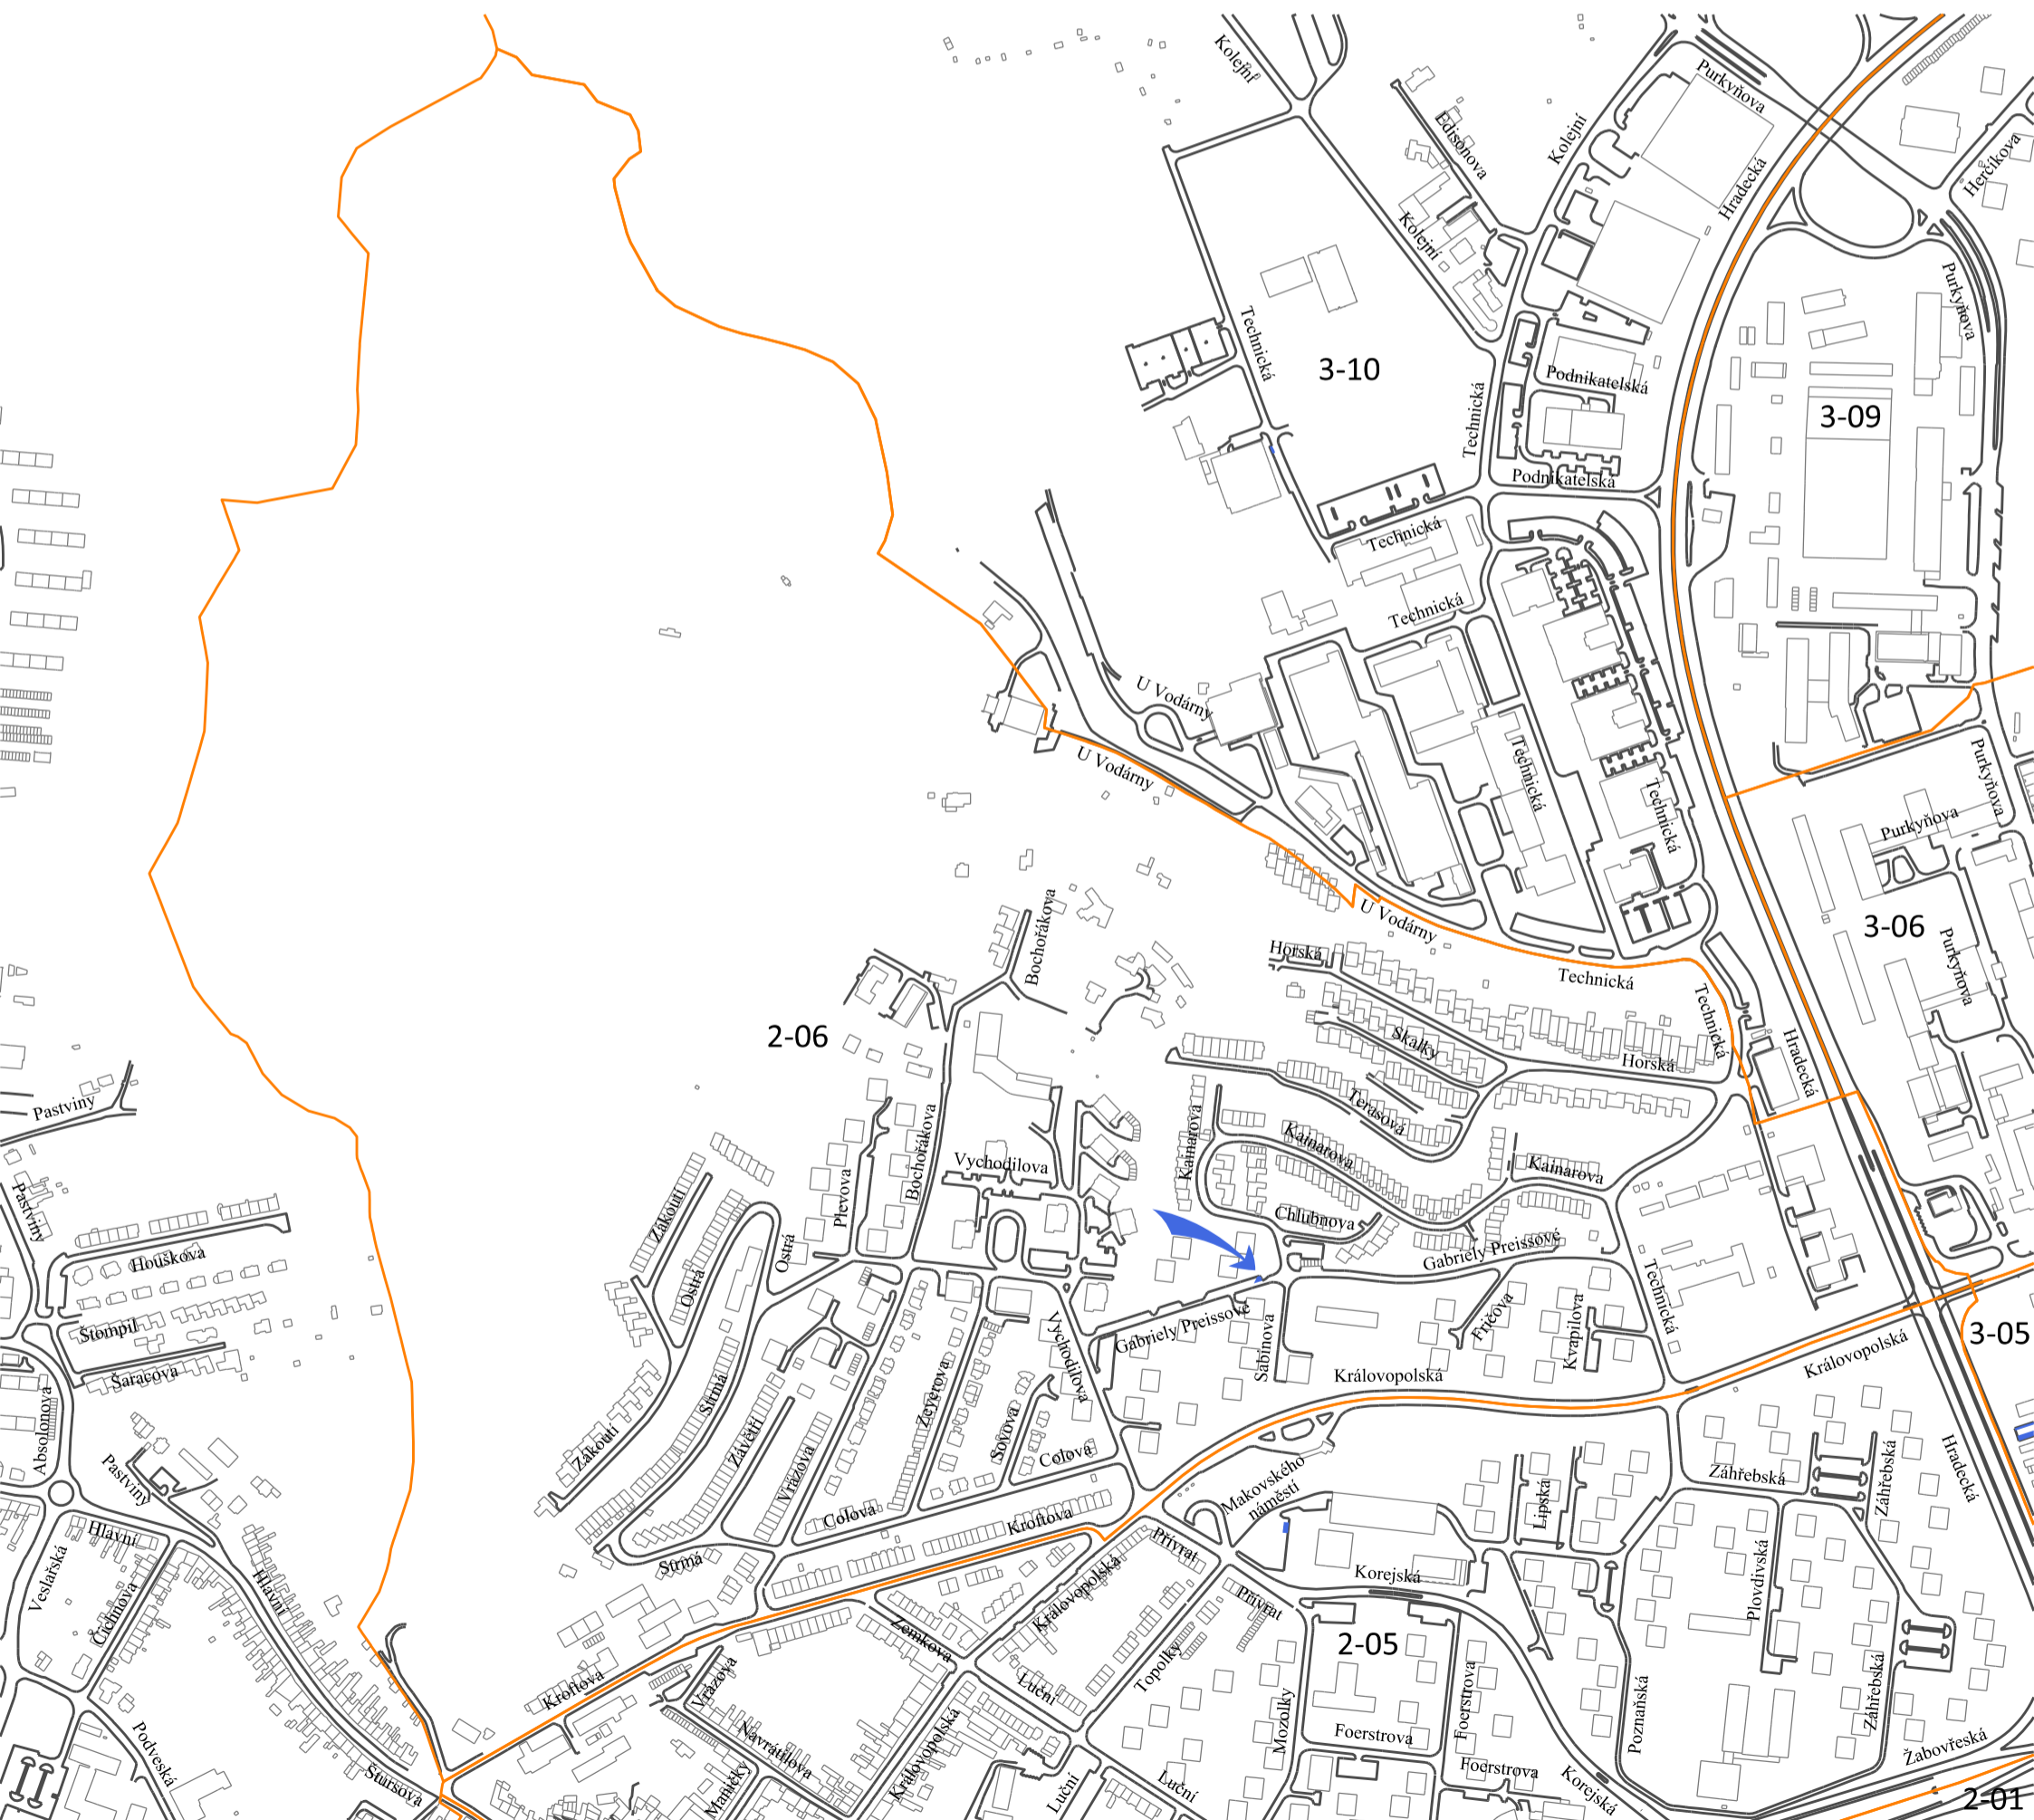 Kolejní
Purkyňova
Edisonova
Kolejní
Herčíkova
Hradecká
Kolejní
Purkyňova
Technická
3-10
Podnikatelská
Technická
3-09
Podnikatelská
Technická
Technická
U Vodárny
U Vodárny
Technická
Purkyňova
Technická
Purkyňova
Bochořákova
U Vodárny
3-06
Horská
Purkyňova
Technická
Technická
2-06
Skalky
Hradecká
Horská
Pastviny
Terasová
Kainarova
Kainarova
Bochořákova
Vychodilova
Kainarova
Plevova
Pastviny
Zákoutí
Chlubnova
Ostrá
Gabriely Preissové
Houškova
Ostrá
Technická
Gabriely Preissové
Fričova
Kvapilova
Sabinova
Štompil
Vychodilova
3-05
Královopolská
Šaracova
Královopolská
Strmá
Zeyerova
Absolonova
Sovova
Závětří
Zákoutí
Colova
Vrázova
Pastviny
Makovského
náměstí
Záhřebská
Záhřebská
Hradecká
Lipská
Colova
Kroftova
Hlavní
Přívrat
Strmá
Korejská
Veslařská
Hlavní
Čichnova
Královopolská
Přívrat
Plovdivská
Zemkova
2-05
Topolky
Kroftova
Vrázova
Luční
Foerstrova
Poznaňská
Záhřebská
Mozolky
Podveská
Navrátilova
Královopolská
Foerstrova
Žabovřeská
Foerstrova
Štursova
Maničky
Luční
Luční
Korejská
2-01